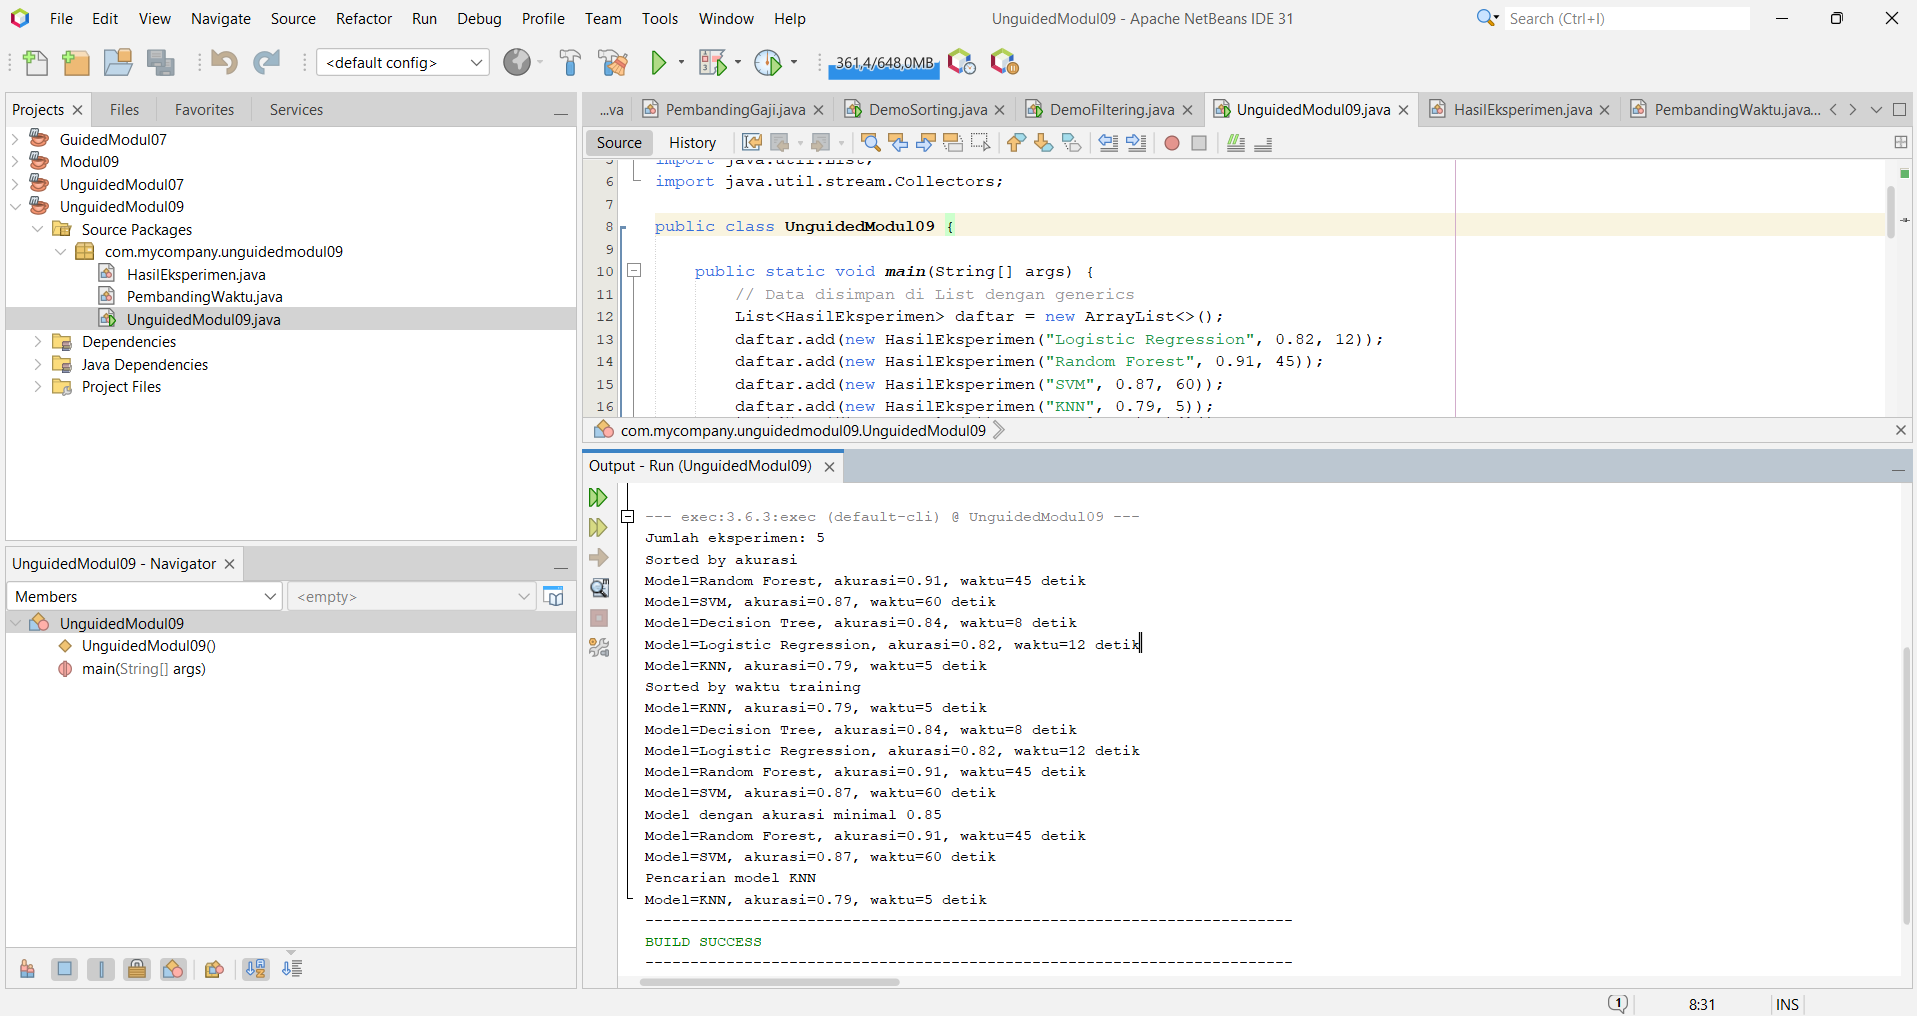 File Edit View Navigate Source Refactor Run Debug Profile Team Tools Window Help
UnguidedModul09 - Apache NetBeans IDE 31
Search (Ctrl+I)
<default config>
361,4/648,0MB
Projects
Files
Favorites
Services
GuidedModul07
Modul09
UnguidedModul07
UnguidedModul09
Source Packages
com.mycompany.unguidedmodul09
HasilEksperimen.java
PembandingWaktu.java
UnguidedModul09.java
Dependencies
Java Dependencies
Project Files
UnguidedModul09 - Navigator
Members
<empty>
UnguidedModul09
UnguidedModul09()
main(String[] args)
...va
PembandingGaji.java
DemoSorting.java
DemoFiltering.java
UnguidedModul09.java
HasilEksperimen.java
PembandingWaktu.java...
Source
History
5 import java.util.List;
6 import java.util.stream.Collectors;
7
8 public class UnguidedModul09 {
9
10 public static void main(String[] args) {
11 // Data disimpan di List dengan generics
12 List<HasilEksperimen> daftar = new ArrayList<>();
13 daftar.add(new HasilEksperimen("Logistic Regression", 0.82, 12));
14 daftar.add(new HasilEksperimen("Random Forest", 0.91, 45));
15 daftar.add(new HasilEksperimen("SVM", 0.87, 60));
16 daftar.add(new HasilEksperimen("KNN", 0.79, 5));
com.mycompany.unguidedmodul09.UnguidedModul09
Output - Run (UnguidedModul09)
--- exec:3.6.3:exec (default-cli) @ UnguidedModul09 ---
Jumlah eksperimen: 5
Sorted by akurasi
Model=Random Forest, akurasi=0.91, waktu=45 detik
Model=SVM, akurasi=0.87, waktu=60 detik
Model=Decision Tree, akurasi=0.84, waktu=8 detik
Model=Logistic Regression, akurasi=0.82, waktu=12 detik
Model=KNN, akurasi=0.79, waktu=5 detik
Sorted by waktu training
Model=KNN, akurasi=0.79, waktu=5 detik
Model=Decision Tree, akurasi=0.84, waktu=8 detik
Model=Logistic Regression, akurasi=0.82, waktu=12 detik
Model=Random Forest, akurasi=0.91, waktu=45 detik
Model=SVM, akurasi=0.87, waktu=60 detik
Model dengan akurasi minimal 0.85
Model=Random Forest, akurasi=0.91, waktu=45 detik
Model=SVM, akurasi=0.87, waktu=60 detik
Pencarian model KNN
Model=KNN, akurasi=0.79, waktu=5 detik
------------------------------------------------------------------------
BUILD SUCCESS
------------------------------------------------------------------------
1
8:31
INS